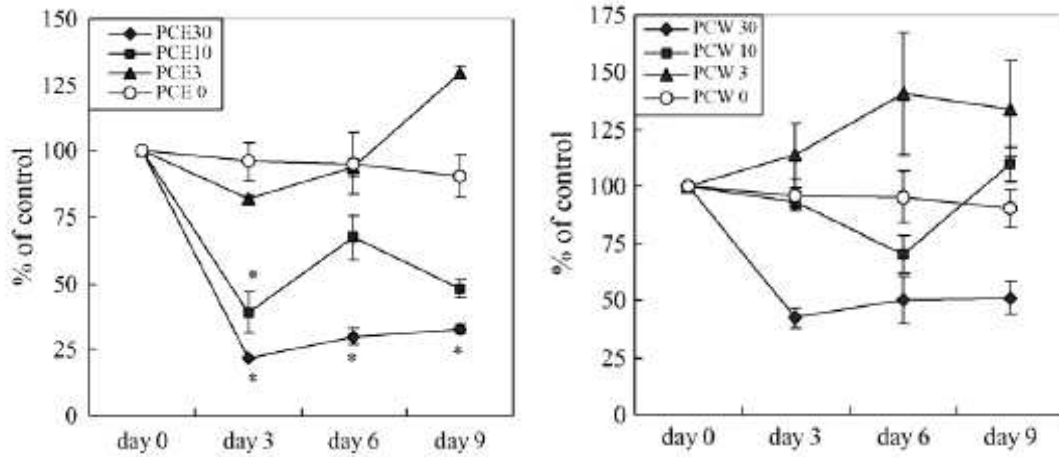 150
125
100
75
50
25
0
% of control
PCE30
PCE10
PCE3
PCE 0
*
*
*
*
day 0 day 3 day 6 day 9
175
150
125
100
75
50
25
0
% of control
PCW 30
PCW 10
PCW 3
PCW 0
day 0 day 3 day 6 day 9